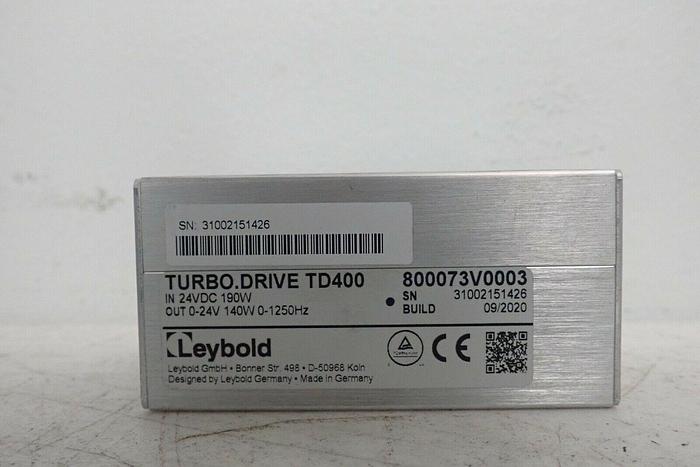 SN: 31002151426
TURBO.DRIVE TD400 800073V0003
IN 24VDC 190W SN 31002151426
OUT 0-24V 140W 0-1250Hz BUILD 09/2020
Leybold
CE
Leybold GmbH • Bonner Str. 498 • D-50968 Koln
Designed by Leybold Germany • Made in Germany